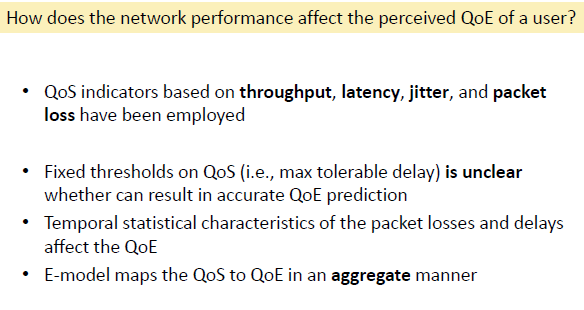 How does the network performance affect the perceived QoE of a user?
• QoS indicators based on throughput, latency, jitter, and packet
loss have been employed
• Fixed thresholds on QoS (i.e., max tolerable delay) is unclear
whether can result in accurate QoE prediction
• Temporal statistical characteristics of the packet losses and delays
affect the QoE
• E-model maps the QoS to QoE in an aggregate manner